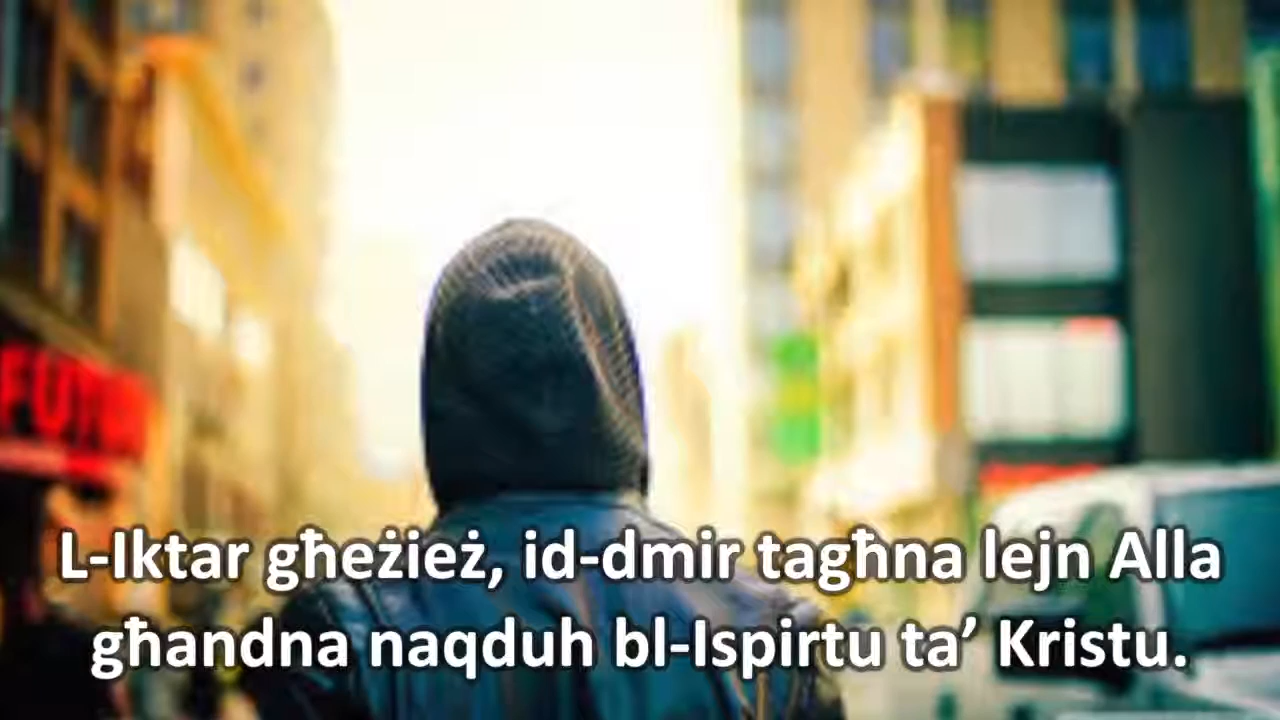 L-Iktar għeżież, id-dmir tagħna lejn Alla
għandna naqduh bl-Ispirtu ta’ Kristu.